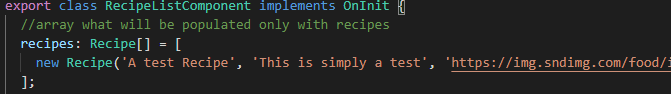 export class RecipeListComponent implements OnInit {
//array what will be populated only with recipes
recipes: Recipe[] = [
new Recipe('A test Recipe', 'This is simply a test', 'https://img.sndimg.com/food/i
];